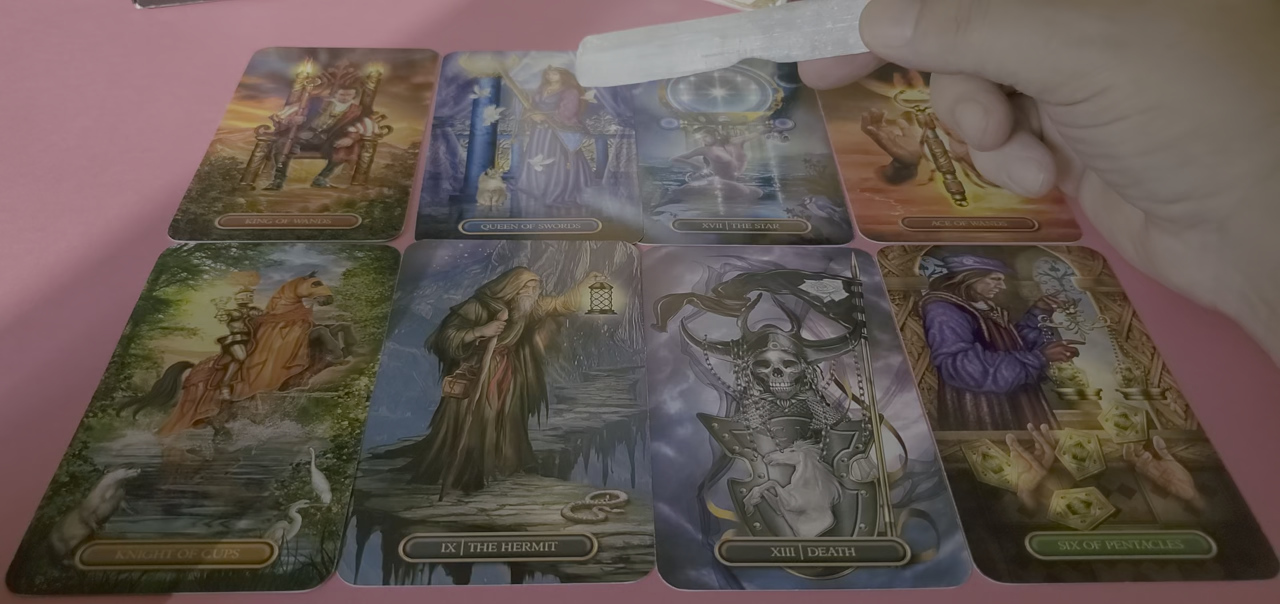 KING OF WANDS
QUEEN OF SWORDS
XVII | THE STAR
ACE OF WANDS
KNIGHT OF CUPS
IX | THE HERMIT
XIII | DEATH
SIX OF PENTACLES